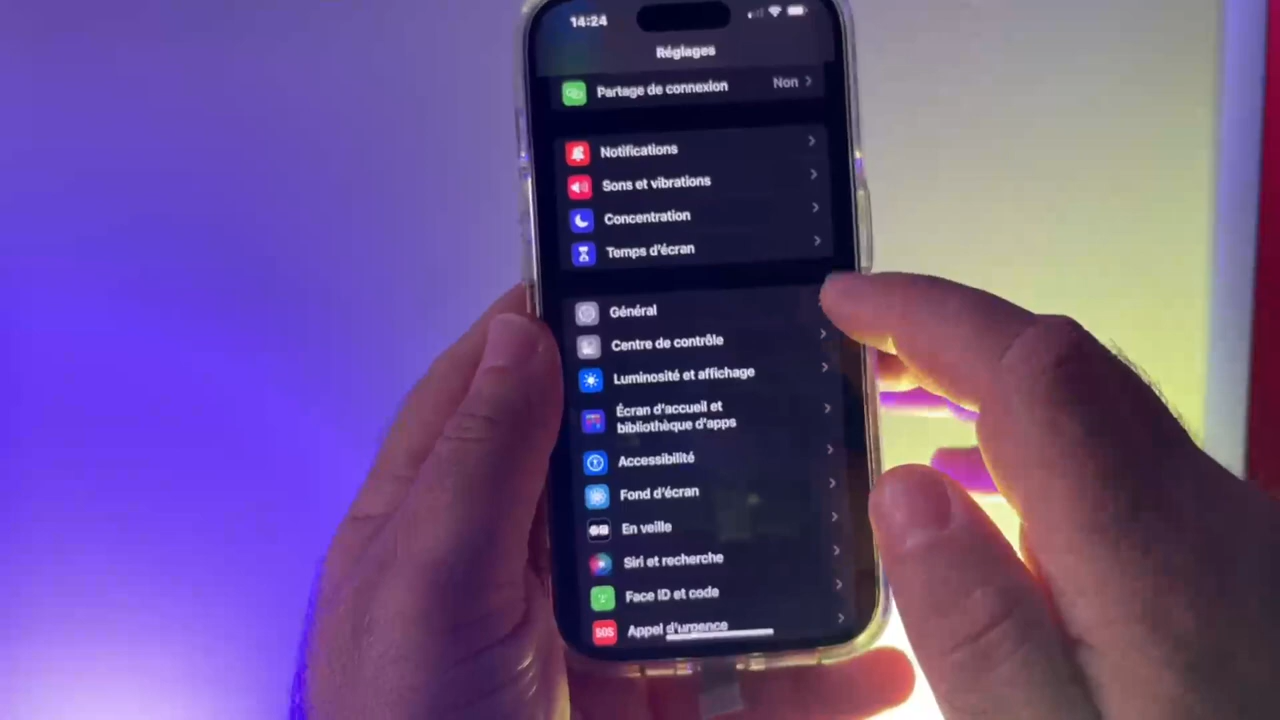 14:24
Réglages
Partage de connexion Non
Notifications
Sons et vibrations
Concentration
Temps d'écran
Général
Centre de contrôle
Luminosité et affichage
Écran d'accueil et
bibliothèque d'apps
Accessibilité
Fond d'écran
En veille
Siri et recherche
Face ID et code
SOS Appel d'urgence